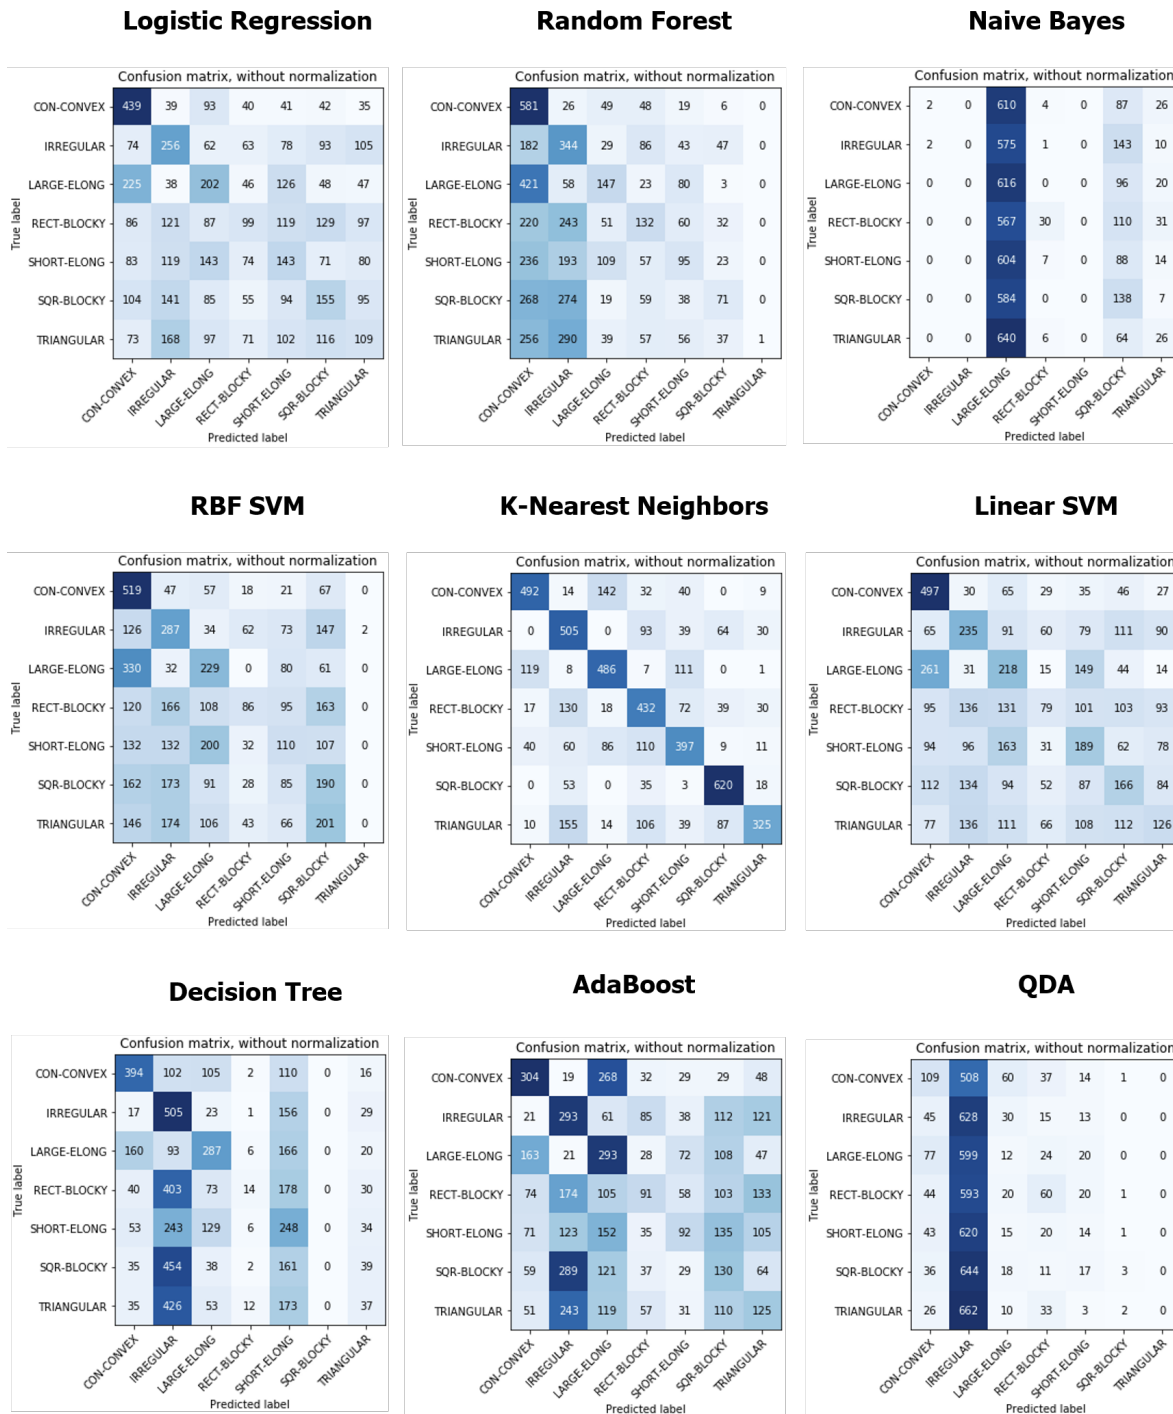 Logistic Regression
Confusion matrix, without normalization
True label
CON-CONVEX 439 39 93 40 41 42 35
IRREGULAR 74 256 62 63 78 93 105
LARGE-ELONG 225 38 202 46 126 48 47
RECT-BLOCKY 86 121 87 99 119 129 97
SHORT-ELONG 83 119 143 74 143 71 80
SQR-BLOCKY 104 141 85 55 94 155 95
TRIANGULAR 73 168 97 71 102 116 109
CON-CONVEX IRREGULAR LARGE-ELONG RECT-BLOCKY SHORT-ELONG SQR-BLOCKY TRIANGULAR
Predicted label
Random Forest
Confusion matrix, without normalization
True label
CON-CONVEX 581 26 49 48 19 6 0
IRREGULAR 182 344 29 86 43 47 0
LARGE-ELONG 421 58 147 23 80 3 0
RECT-BLOCKY 220 243 51 132 60 32 0
SHORT-ELONG 236 193 109 57 95 23 0
SQR-BLOCKY 268 274 19 59 38 71 0
TRIANGULAR 256 290 39 57 56 37 1
CON-CONVEX IRREGULAR LARGE-ELONG RECT-BLOCKY SHORT-ELONG SQR-BLOCKY TRIANGULAR
Predicted label
Naive Bayes
Confusion matrix, without normalization
True label
CON-CONVEX 2 0 610 4 0 87 26
IRREGULAR 2 0 575 1 0 143 10
LARGE-ELONG 0 0 616 0 0 96 20
RECT-BLOCKY 0 0 567 30 0 110 31
SHORT-ELONG 0 0 604 7 0 88 14
SQR-BLOCKY 0 0 584 0 0 138 7
TRIANGULAR 0 0 640 6 0 64 26
CON-CONVEX IRREGULAR LARGE-ELONG RECT-BLOCKY SHORT-ELONG SQR-BLOCKY TRIANGULAR
Predicted label
RBF SVM
Confusion matrix, without normalization
True label
CON-CONVEX 519 47 57 18 21 67 0
IRREGULAR 126 287 34 62 73 147 2
LARGE-ELONG 330 32 229 0 80 61 0
RECT-BLOCKY 120 166 108 86 95 163 0
SHORT-ELONG 132 132 200 32 110 107 0
SQR-BLOCKY 162 173 91 28 85 190 0
TRIANGULAR 146 174 106 43 66 201 0
CON-CONVEX IRREGULAR LARGE-ELONG RECT-BLOCKY SHORT-ELONG SQR-BLOCKY TRIANGULAR
Predicted label
K-Nearest Neighbors
Confusion matrix, without normalization
True label
CON-CONVEX 492 14 142 32 40 0 9
IRREGULAR 0 505 0 93 39 64 30
LARGE-ELONG 119 8 486 7 111 0 1
RECT-BLOCKY 17 130 18 432 72 39 30
SHORT-ELONG 40 60 86 110 397 9 11
SQR-BLOCKY 0 53 0 35 3 620 18
TRIANGULAR 10 155 14 106 39 87 325
CON-CONVEX IRREGULAR LARGE-ELONG RECT-BLOCKY SHORT-ELONG SQR-BLOCKY TRIANGULAR
Predicted label
Linear SVM
Confusion matrix, without normalization
True label
CON-CONVEX 497 30 65 29 35 46 27
IRREGULAR 65 235 91 60 79 111 90
LARGE-ELONG 261 31 218 15 149 44 14
RECT-BLOCKY 95 136 131 79 101 103 93
SHORT-ELONG 94 96 163 31 189 62 78
SQR-BLOCKY 112 134 94 52 87 166 84
TRIANGULAR 77 136 111 66 108 112 126
CON-CONVEX IRREGULAR LARGE-ELONG RECT-BLOCKY SHORT-ELONG SQR-BLOCKY TRIANGULAR
Predicted label
Decision Tree
Confusion matrix, without normalization
True label
CON-CONVEX 394 102 105 2 110 0 16
IRREGULAR 17 505 23 1 156 0 29
LARGE-ELONG 160 93 287 6 166 0 20
RECT-BLOCKY 40 403 73 14 178 0 30
SHORT-ELONG 53 243 129 6 248 0 34
SQR-BLOCKY 35 454 38 2 161 0 39
TRIANGULAR 35 426 53 12 173 0 37
CON-CONVEX IRREGULAR LARGE-ELONG RECT-BLOCKY SHORT-ELONG SQR-BLOCKY TRIANGULAR
Predicted label
AdaBoost
Confusion matrix, without normalization
True label
CON-CONVEX 304 19 268 32 29 29 48
IRREGULAR 21 293 61 85 38 112 121
LARGE-ELONG 163 21 293 28 72 108 47
RECT-BLOCKY 74 174 105 91 58 103 133
SHORT-ELONG 71 123 152 35 92 135 105
SQR-BLOCKY 59 289 121 37 29 130 64
TRIANGULAR 51 243 119 57 31 110 125
CON-CONVEX IRREGULAR LARGE-ELONG RECT-BLOCKY SHORT-ELONG SQR-BLOCKY TRIANGULAR
Predicted label
QDA
Confusion matrix, without normalization
True label
CON-CONVEX 109 508 60 37 14 1 0
IRREGULAR 45 628 30 15 13 0 0
LARGE-ELONG 77 599 12 24 20 0 0
RECT-BLOCKY 44 593 20 60 20 1 0
SHORT-ELONG 43 620 15 20 14 1 0
SQR-BLOCKY 36 644 18 11 17 3 0
TRIANGULAR 26 662 10 33 3 2 0
CON-CONVEX IRREGULAR LARGE-ELONG RECT-BLOCKY SHORT-ELONG SQR-BLOCKY TRIANGULAR
Predicted label